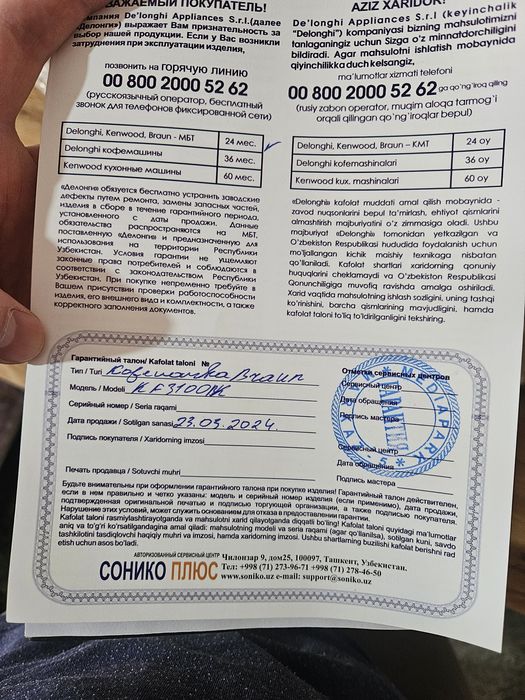 УВАЖАЕМЫЙ ПОКУПАТЕЛЬ!
Компания De'longhi Appliances S.r.l.(далее
«Делонги») выражает Вам признательность за
выбор нашей продукции. Если у Вас возникли
затруднения при эксплуатации изделия,
позвонить на ГОРЯЧУЮ ЛИНИЮ
00 800 2000 52 62
(русскоязычный оператор, бесплатный
звонок для телефонов фиксированной сети)
Delonghi, Kenwood, Braun - МБТ 24 мес.
Delonghi кофемашины 36 мес.
Kenwood кухонные машины 60 мес.
«Делонги» обязуется бесплатно устранить заводские
дефекты путем ремонта, замены запасных частей,
изделия в сборе в течение гарантийного периода,
установленного с даты продажи. Данные
обязательства распространяются на МБТ,
поставленную «Делонги» и предназначенную для
использования на территории Республики
Узбекистан. Условия гарантии не ущемляют
законные права потребителей и соблюдаются в
соответствии с законодательством Республики
Узбекистан. При покупке непременно требуйте в
Вашем присутствии проверки работоспособности
изделия, его внешнего вида и комплектности, а также
корректного заполнения документов.
AZIZ XARIDOR!
De'longhi Appliances S.r.l (keyinchalik
"Delonghi") kompaniyasi bizning mahsulotimizni
tanlaganingiz uchun Sizga o'z minnatdorchiligini
bildiradi. Agar mahsulotni ishlatish mobaynida
qiyinchilikka duch kelsangiz,
ma'lumotlar xizmati telefoni
00 800 2000 52 62 ga qo'ng'iroq qiling
(rusly zabon operator, muqim aloqa tarmog'i
orqali qilingan qo'ng'iroqlar bepul)
Delonghi, Kenwood, Braun – KMT 24 oy
Delonghi kofemashinalari 36 oy
Kenwood kux. mashinalari 60 oy
«Delonghi» kafolat muddati amal qilish mobaynida -
zavod nuqsonlarini bepul ta'mirlash, ehtiyot qismlarini
almashtirish majburiyatini o'z zimmasiga oladi. Ushbu
majburiyat «Delonghi» tomonidan yetkazilgan va
O'zbekiston Respublikasi hududida foydalanish uchun
mo'ljallangan kichik maishiy texnikaga nisbatan
qo'llaniladi. Kafolat shartlari xaridorning qonuniy
huquqlarini cheklamaydi va O'zbekiston Respublikasi
Qonunchiligiga muvofiq ravishda amalga oshiriladi.
Xarid vaqtida mahsulotning ishlash sozligini, uning tashqi
ko'rinishini, barcha qismlarining mavjudligini, hamda
kafolat taloni to'liq to'ldirilganligini tekshiring.
Гарантийный талон/ Kafolat taloni №
Тип / Turi Kofevarka Braun
Модель / Modeli KF3100
Серийный номер / Seria raqami
Дата продажи / Sotilgan sanasi 23.09.2024
Подпись покупателя / Xaridorning imzosi
Печать продавца / Sotuvchi muhri
Отметки сервисных центров
Сервисный центр
Дата обращения
Подпись мастера
Сервисный центр
Дата обращения
Подпись мастера
Будьте внимательны при оформлении гарантийного талона при покупке изделия! Гарантийный талон действителен,
если в нем правильно и четко указаны: модель и серийный номер изделия (если применимо), дата продажи,
подтвержденная оригинальной печатью и подписью торгующей организации, а также подписью покупателя.
Нарушение этих условий, может служить основанием для отказа в предоставлении гарантии.
Kafolat taloni rasmiylashtirayotganda va mahsulotni xarid qilayotganda diqqatli bo'ling! Kafolat taloni quyidagi ma'lumotlar
aniq va to'g'ri ko'rsatilgandagina amal qiladi: mahsulotning modeli va seria raqami (agar qo'llanilsa), sotilgan kuni, savdo
tashkilotini tasdiqlovchi haqiqiy muhri va imzosi, hamda xaridorning imzosi. Ushbu shartlarning buzilishi kafolat berishni rad
etish uchun asos bo'ladi.
АВТОРИЗОВАННЫЙ СЕРВИСНЫЙ ЦЕНТР
СОНИКО ПЛЮС
Чилонзар 9, дом25, 100097, Ташкент, Узбекистан.
Тел: +998 (71) 273-96-71 +998 (71) 278-46-50
www.soniko.uz e-mail: support@soniko.uz